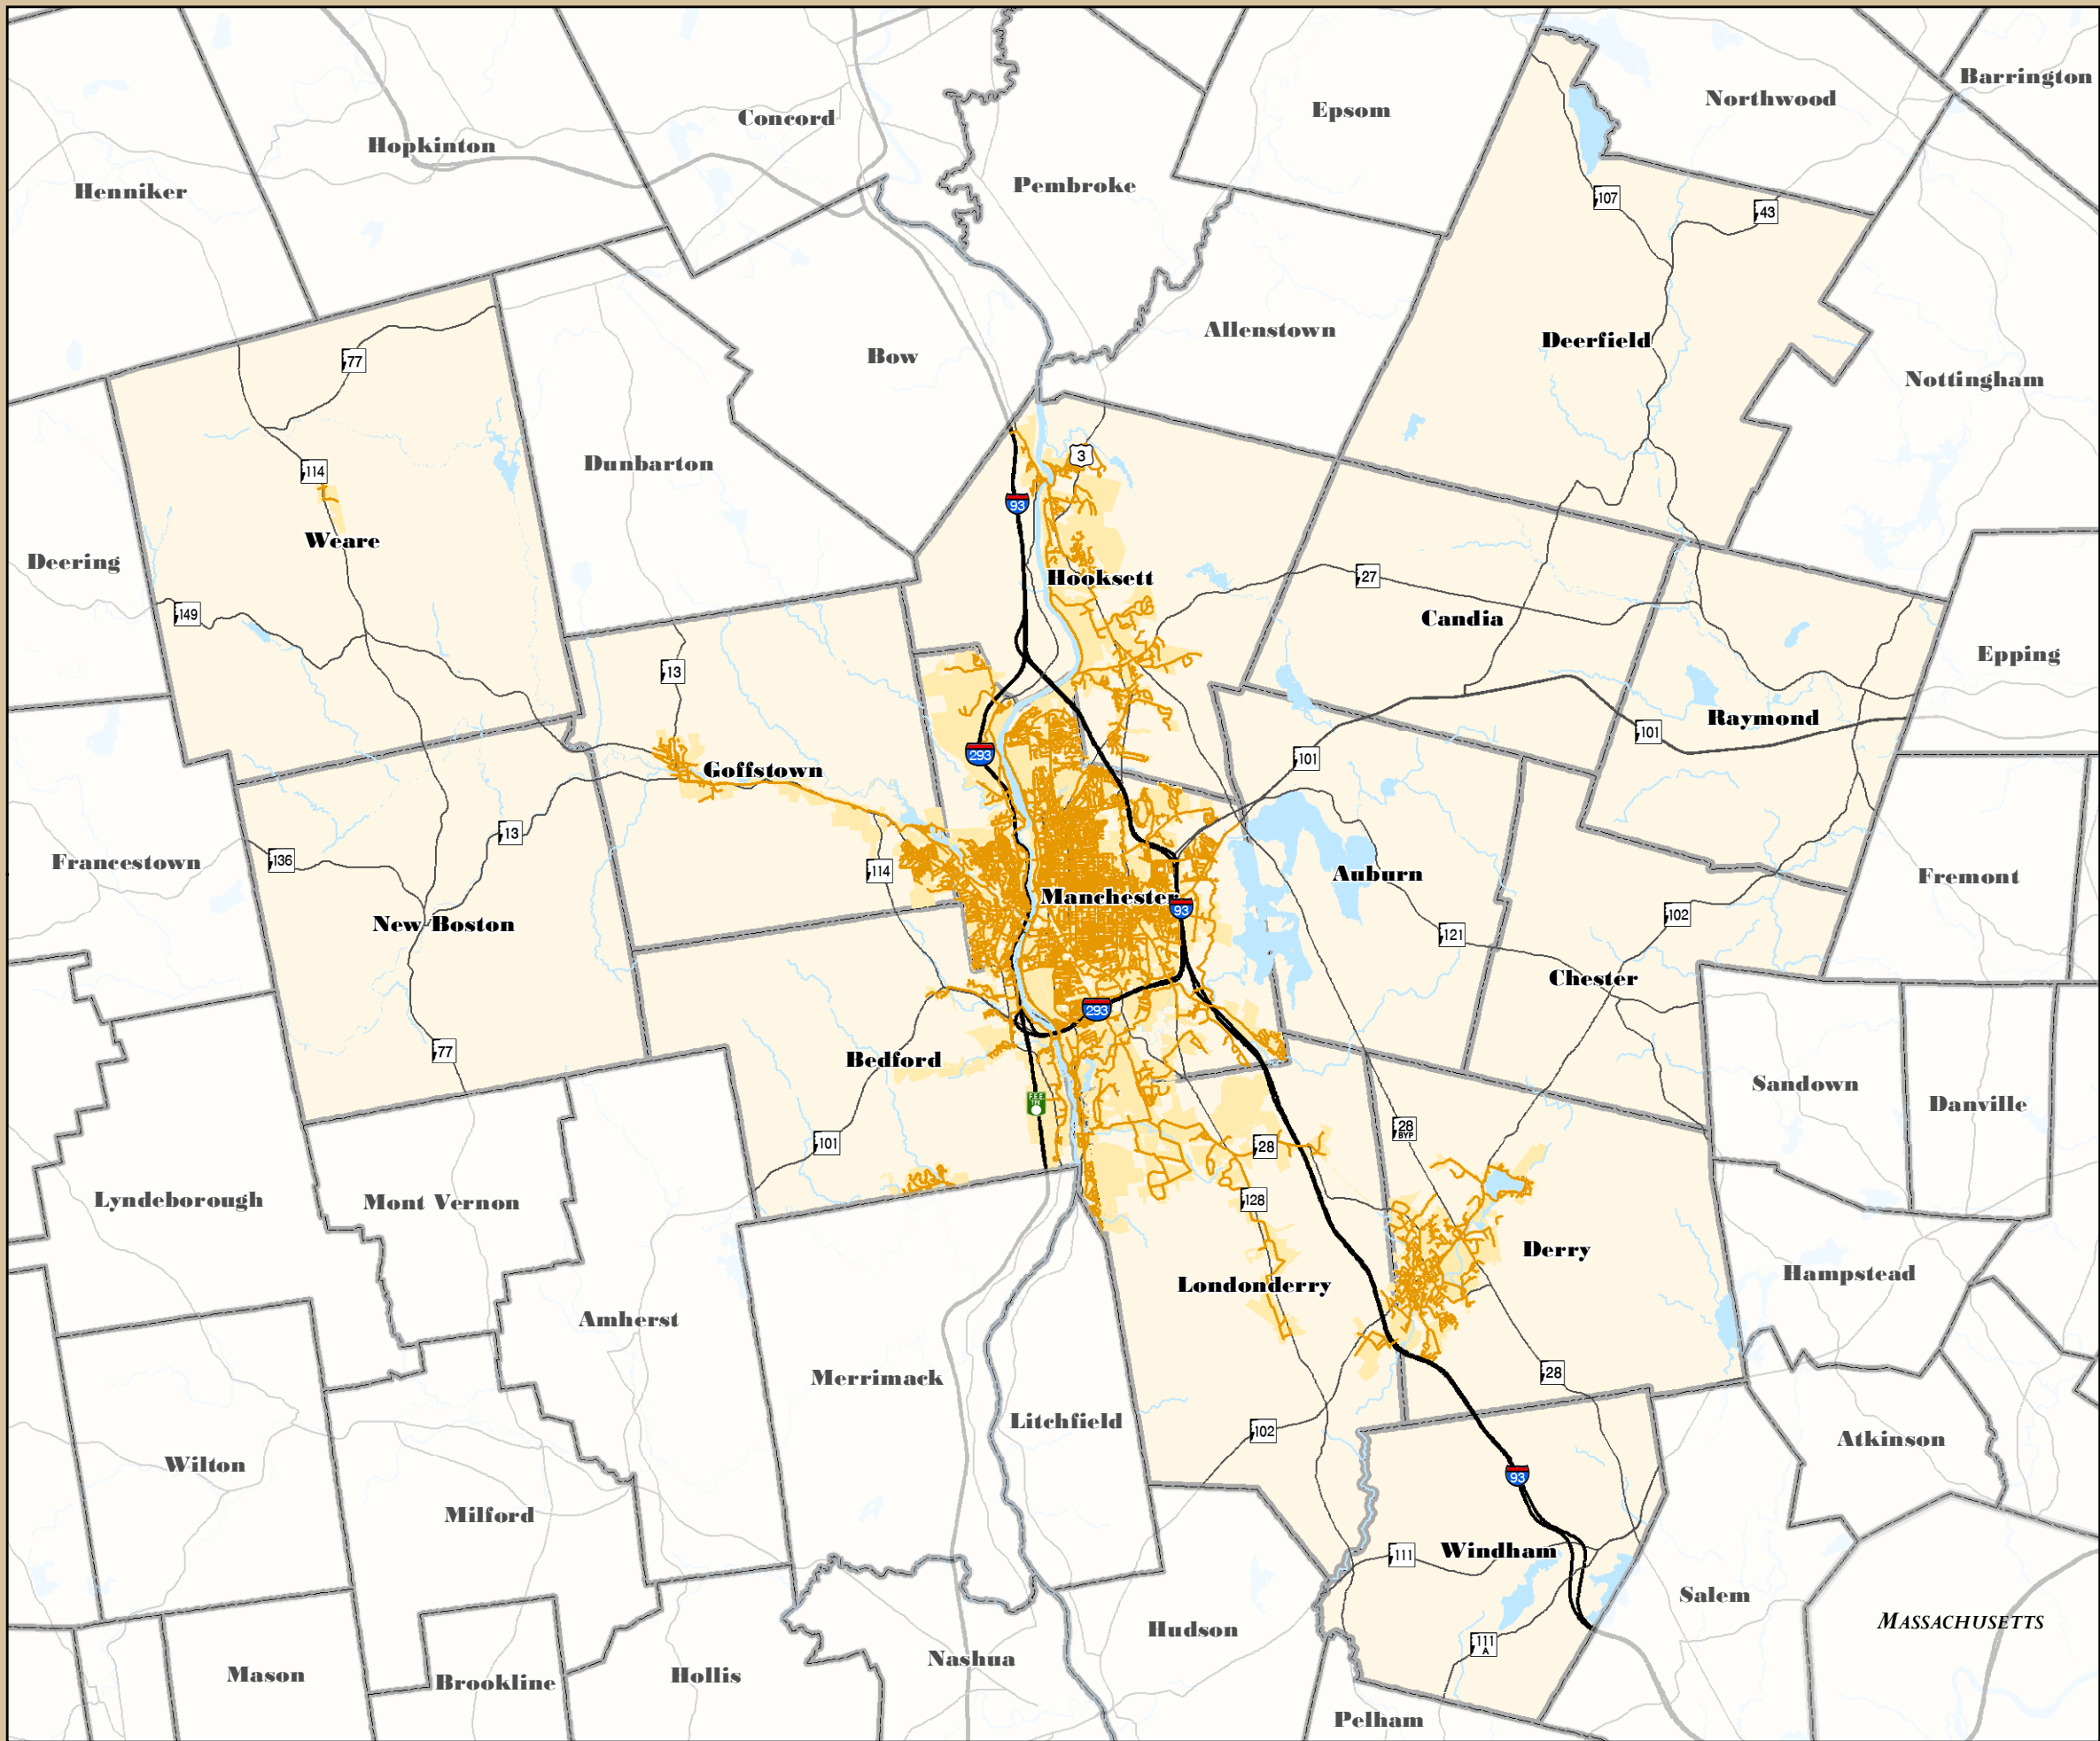 Barrington
Northwood
Epsom
Concord
Hopkinton
Pembroke
Henniker
107
43
Allenstown
Deerfield
Bow
77
Nottingham
3
Dunbarton
114
93
Weare
Deering
27
Hooksett
149
Candia
Epping
13
Raymond
101
293
101
Goffstown
13
136
Francestown
114
Auburn
Fremont
Manchester
93
102
New Boston
121
Chester
293
77
Bedford
Sandown
Danville
F.E.E.
TPK
28
BYP
101
28
Lyndeborough
Mont Vernon
128
Derry
Hampstead
Londonderry
Amherst
28
Merrimack
Litchfield
102
Atkinson
Wilton
93
Milford
111
Windham
Salem
MASSACHUSETTS
Hudson
111
A
Nashua
Mason
Hollis
Brookline
Pelham